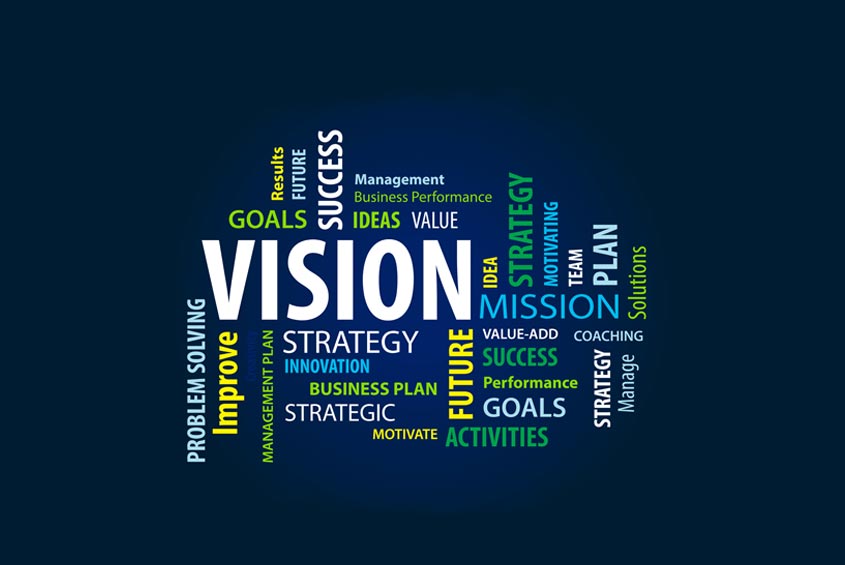 Results
FUTURE
SUCCESS
Management
Business Performance
GOALS
IDEAS
VALUE
VISION
IDEA
STRATEGY
MOTIVATING
TEAM
PLAN
Solutions
MISSION
PROBLEM SOLVING
Improve
MANAGEMENT PLAN
STRATEGY
INNOVATION
BUSINESS PLAN
STRATEGIC
MOTIVATE
FUTURE
VALUE-ADD
COACHING
SUCCESS
Performance
GOALS
ACTIVITIES
STRATEGY
Manage